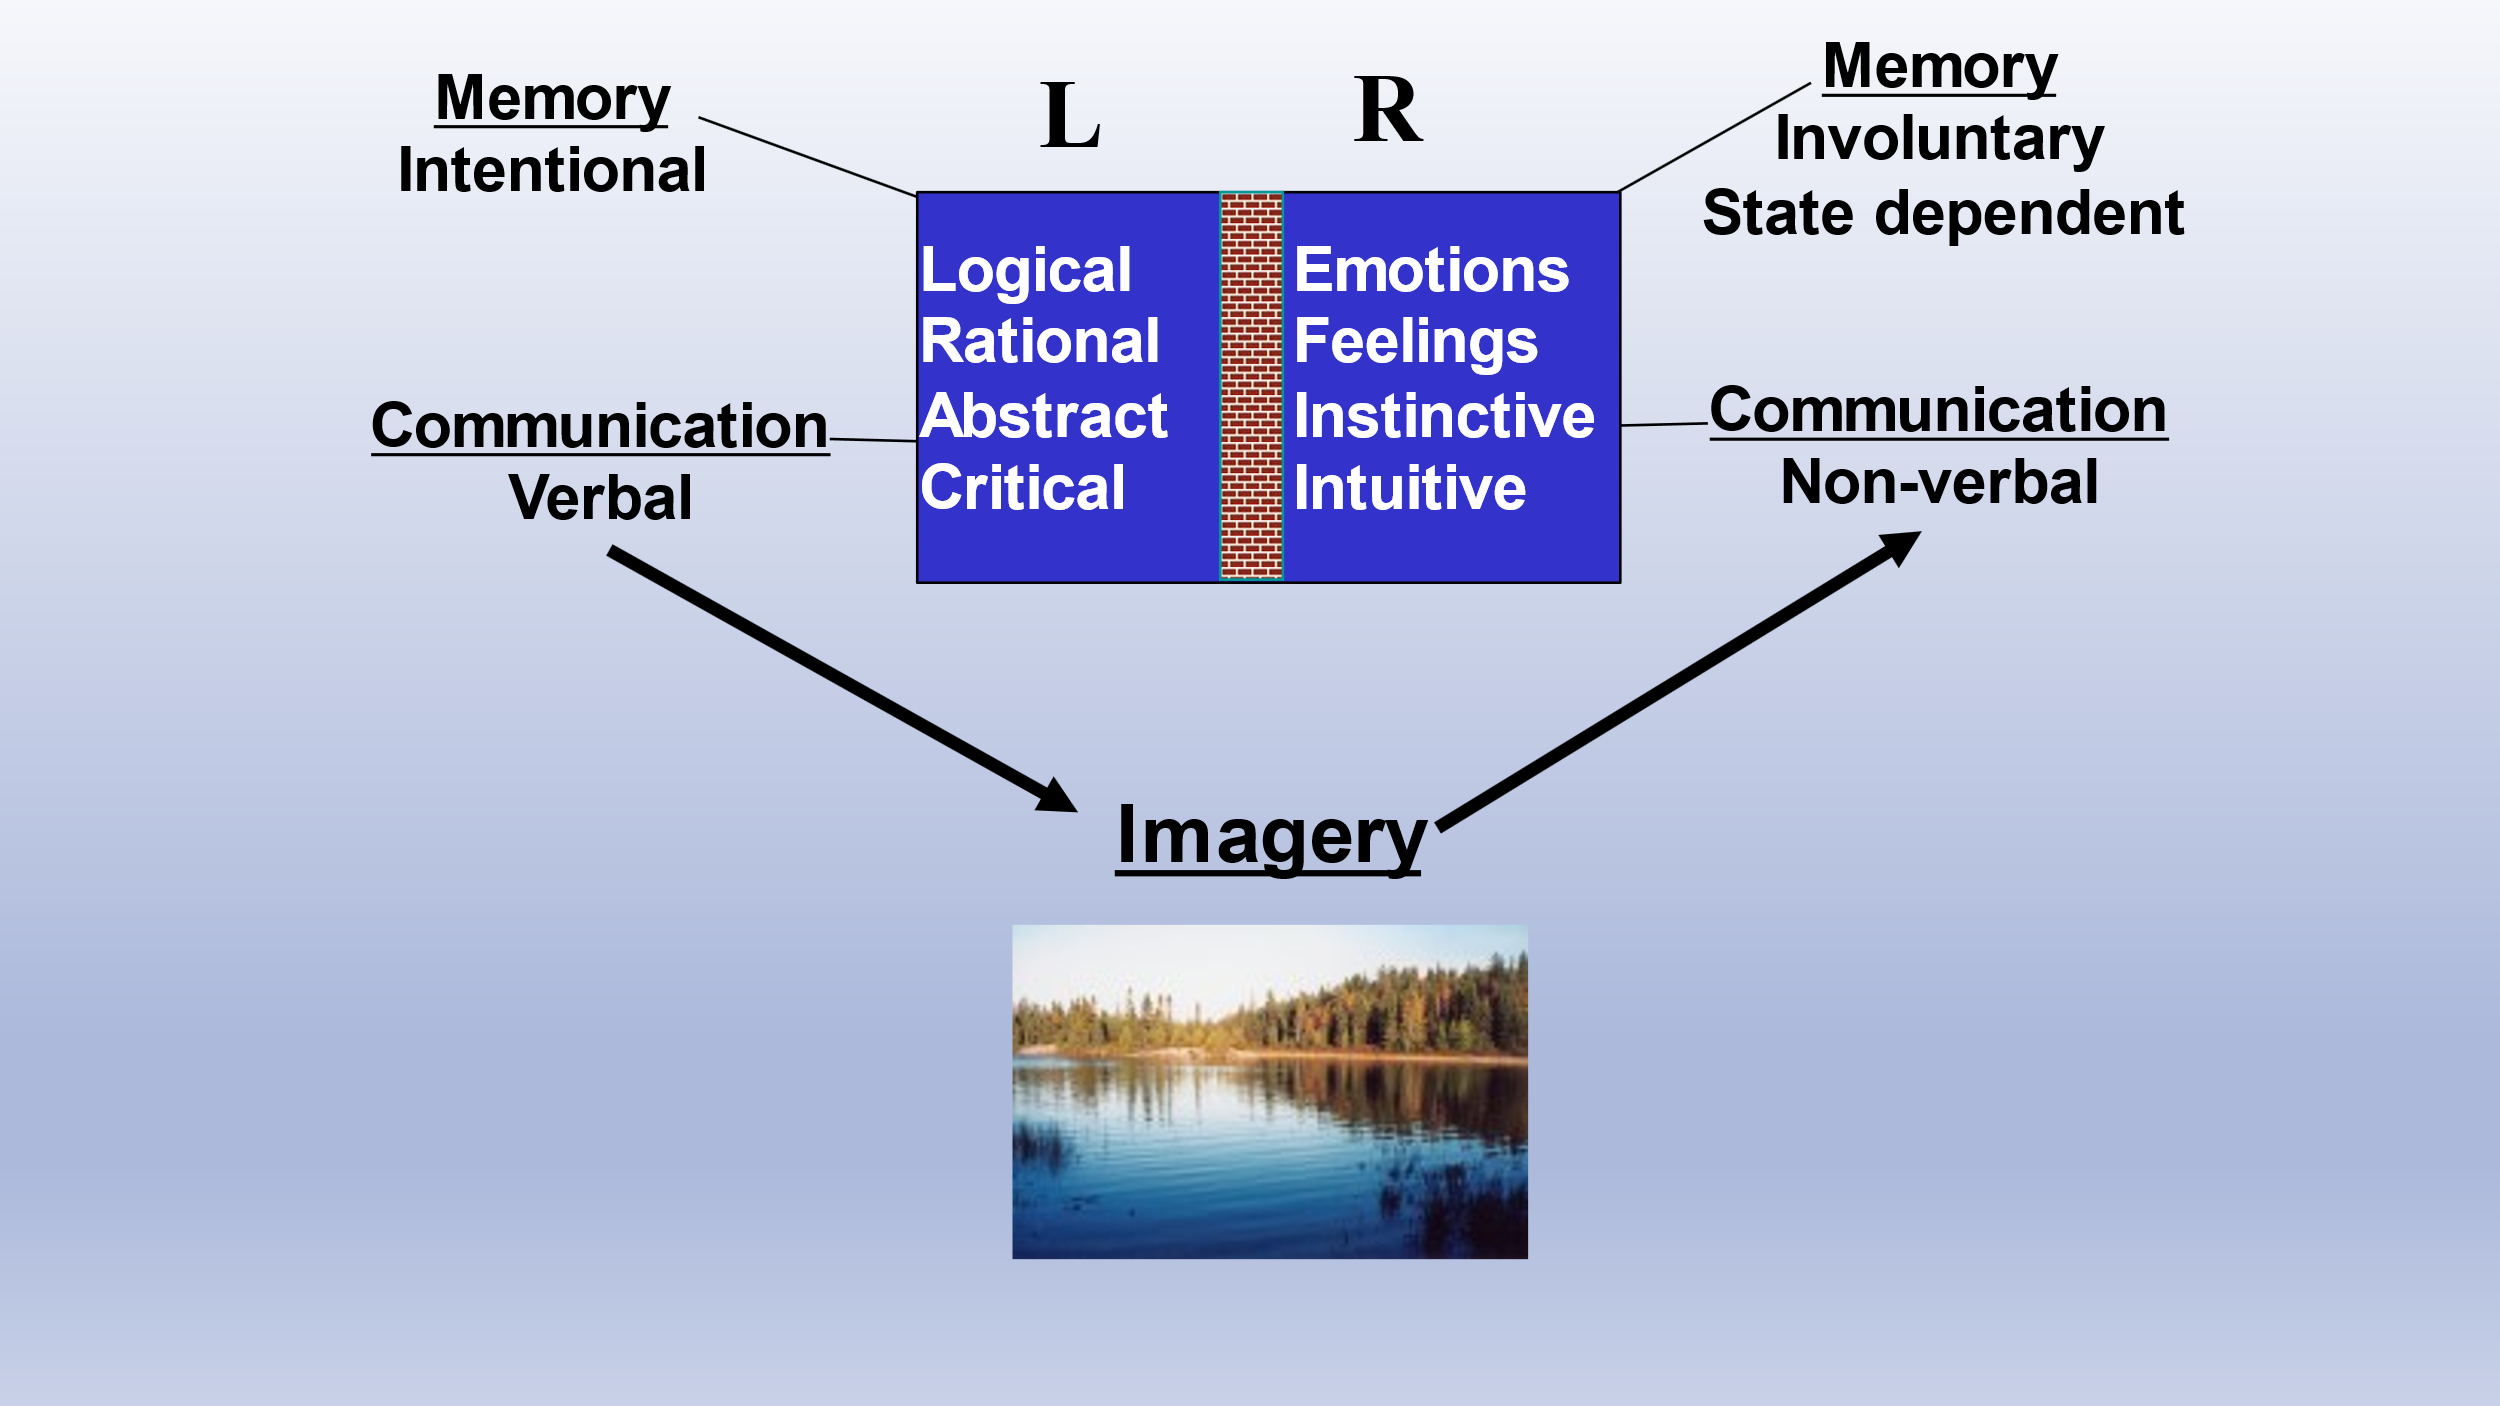 Memory
Intentional
L
R
Memory
Involuntary
State dependent
Logical
Rational
Abstract
Critical
Emotions
Feelings
Instinctive
Intuitive
Communication
Verbal
Communication
Non-verbal
Imagery